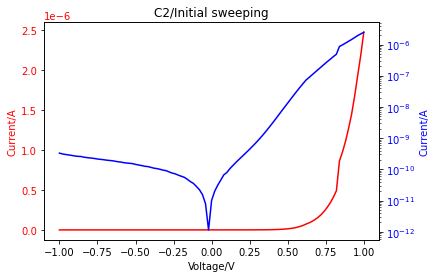 C2/Initial sweeping
1e−6
2.5
2.0
1.5
1.0
0.5
0.0
Current/A
10⁻⁶
10⁻⁷
10⁻⁸
10⁻⁹
10⁻¹⁰
10⁻¹¹
10⁻¹²
Current/A
−1.00 −0.75 −0.50 −0.25 0.00 0.25 0.50 0.75 1.00
Voltage/V